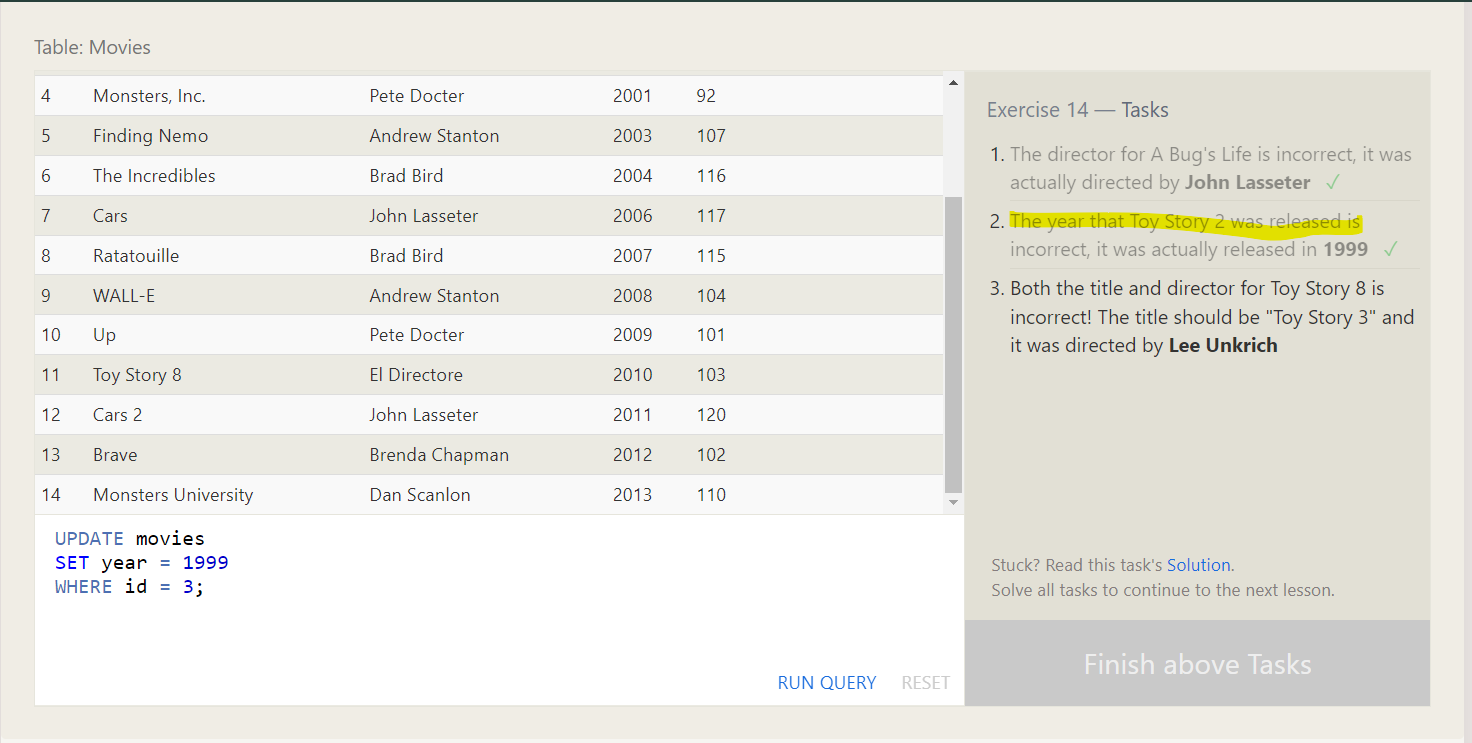 Table: Movies
4 Monsters, Inc. Pete Docter 2001 92
5 Finding Nemo Andrew Stanton 2003 107
6 The Incredibles Brad Bird 2004 116
7 Cars John Lasseter 2006 117
8 Ratatouille Brad Bird 2007 115
9 WALL-E Andrew Stanton 2008 104
10 Up Pete Docter 2009 101
11 Toy Story 8 El Directore 2010 103
12 Cars 2 John Lasseter 2011 120
13 Brave Brenda Chapman 2012 102
14 Monsters University Dan Scanlon 2013 110
UPDATE movies
SET year = 1999
WHERE id = 3;
RUN QUERY RESET
Exercise 14 — Tasks
1. The director for A Bug's Life is incorrect, it was
actually directed by John Lasseter ✓
2. The year that Toy Story 2 was released is
incorrect, it was actually released in 1999 ✓
3. Both the title and director for Toy Story 8 is
incorrect! The title should be "Toy Story 3" and
it was directed by Lee Unkrich
Stuck? Read this task's Solution.
Solve all tasks to continue to the next lesson.
Finish above Tasks